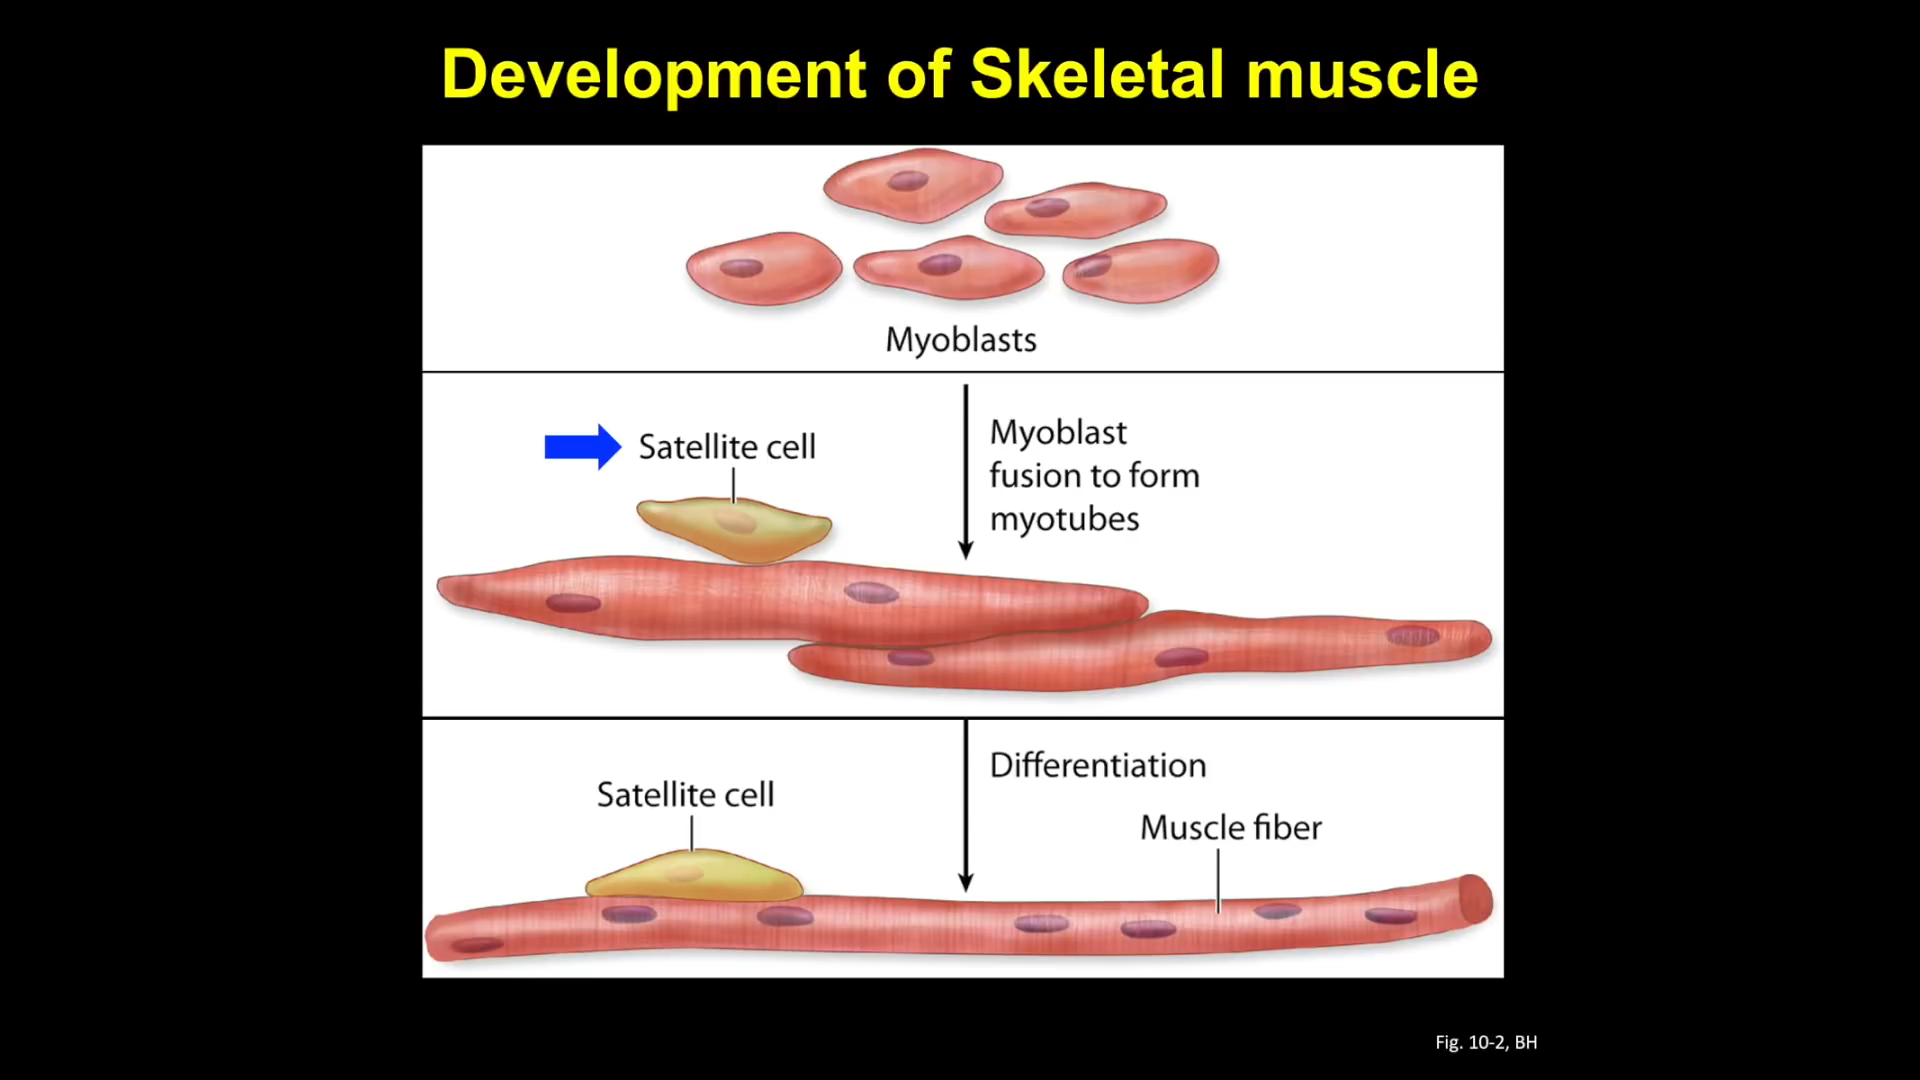 Development of Skeletal muscle
Myoblasts
Satellite cell
Myoblast
fusion to form
myotubes
Differentiation
Satellite cell
Muscle fiber
Fig. 10-2, BH